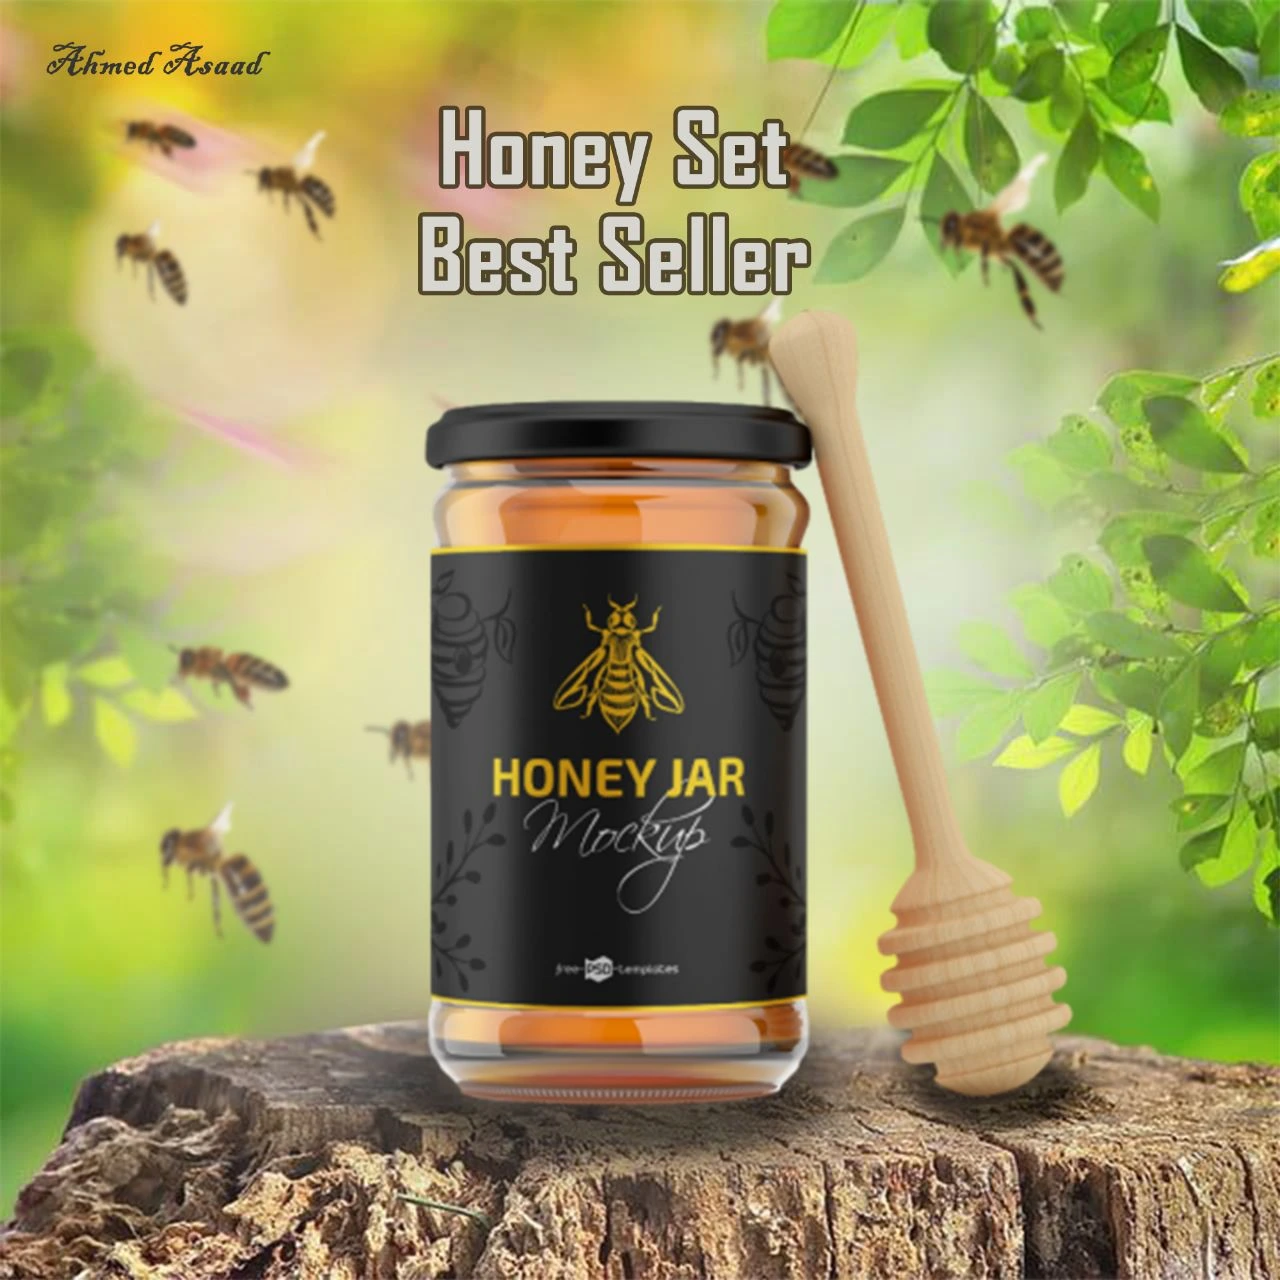 Ahmed Asaad
Honey Set
Best Seller
HONEY JAR
Mockup
free PSD templates